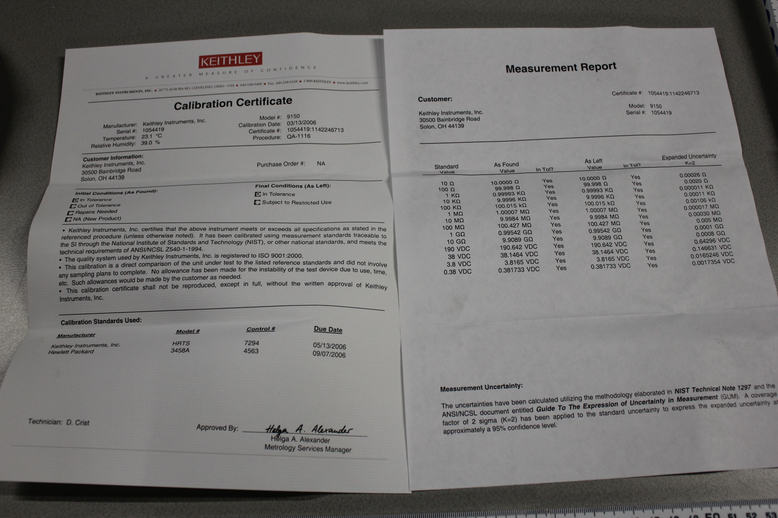 KEITHLEY
A GREATER MEASURE OF CONFIDENCE
KEITHLEY INSTRUMENTS, INC.
Calibration Certificate
Manufacturer: Keithley Instruments, Inc.
Serial #: 1054419
Temperature: 23.1 °C
Relative Humidity: 39.0 %
Model #: 9150
Calibration Date: 03/13/2006
Certificate #: 1054419:1142246713
Procedure: QA-1116
Customer Information:
Keithley Instruments, Inc.
30500 Bainbridge Road
Solon, OH 44139
Purchase Order #: NA
Initial Conditions (As Found):
In Tolerance
Out of Tolerance
Repairs Needed
NA (New Product)
Final Conditions (As Left):
In Tolerance
Subject to Restricted Use
• Keithley Instruments, Inc. certifies that the above instrument meets or exceeds all specifications as stated in the
referenced procedure (unless otherwise noted). It has been calibrated using measurement standards traceable to
the SI through the National Institute of Standards and Technology (NIST), or other national standards, and meets the
technical requirements of ANSI/NCSL Z540-1-1994.
• The quality system used by Keithley Instruments, Inc. is registered to ISO 9001:2000.
• This calibration is a direct comparison of the unit under test to the listed reference standards and did not involve
any sampling plans to complete. No allowance has been made for the instability of the test device due to use, time,
etc. Such allowances would be made by the customer as needed.
• This calibration certificate shall not be reproduced, except in full, without the written approval of Keithley
Instruments, Inc.
Calibration Standards Used:
Manufacturer Model # Control # Due Date
Keithley Instruments, Inc. HRTS 7294 05/13/2006
Hewlett Packard 3458A 4563 09/07/2006
Technician: D. Crist
Approved By: Helga A. Alexander
Helga A. Alexander
Metrology Services Manager
Measurement Report
Certificate #: 1054419:1142246713
Customer:
Keithley Instruments, Inc.
30500 Bainbridge Road
Solon, OH 44139
Model #: 9150
Serial #: 1054419
Standard Value As Found Value In Tol? As Left Value In Tol? Expanded Uncertainty K=2
10 Ω 10.0000 Ω Yes 10.0000 Ω Yes 0.00026 Ω
100 Ω 99.998 Ω Yes 99.998 Ω Yes 0.0020 Ω
1 KΩ 0.99993 KΩ Yes 0.99993 KΩ Yes 0.000011 KΩ
10 KΩ 9.9996 KΩ Yes 9.9996 KΩ Yes 0.0001 KΩ
100 KΩ 100.015 KΩ Yes 100.015 KΩ Yes 0.00106 KΩ
1 MΩ 1.00007 MΩ Yes 1.00007 MΩ Yes 0.000017 MΩ
10 MΩ 9.9984 MΩ Yes 9.9984 MΩ Yes 0.00030 MΩ
100 MΩ 100.427 MΩ Yes 100.427 MΩ Yes 0.005 MΩ
1 GΩ 0.99542 GΩ Yes 0.99542 GΩ Yes 0.0001 GΩ
10 GΩ 9.9089 GΩ Yes 9.9089 GΩ Yes 0.0008 GΩ
190 VDC 190.642 VDC Yes 190.642 VDC Yes 0.64296 VDC
38 VDC 38.1464 VDC Yes 38.1464 VDC Yes 0.146631 VDC
3.8 VDC 3.8165 VDC Yes 3.8165 VDC Yes 0.0165246 VDC
0.38 VDC 0.381733 VDC Yes 0.381733 VDC Yes 0.0017354 VDC
Measurement Uncertainty:
The uncertainties have been calculated utilizing the methodology elaborated in NIST Technical Note 1297 and the
ANSI/NCSL document entitled Guide To The Expression of Uncertainty in Measurement (GUM). A coverage
factor of 2 sigma (K=2) has been applied to the standard uncertainty to express the expanded uncertainty at
approximately a 95% confidence level.
50 51 52 53